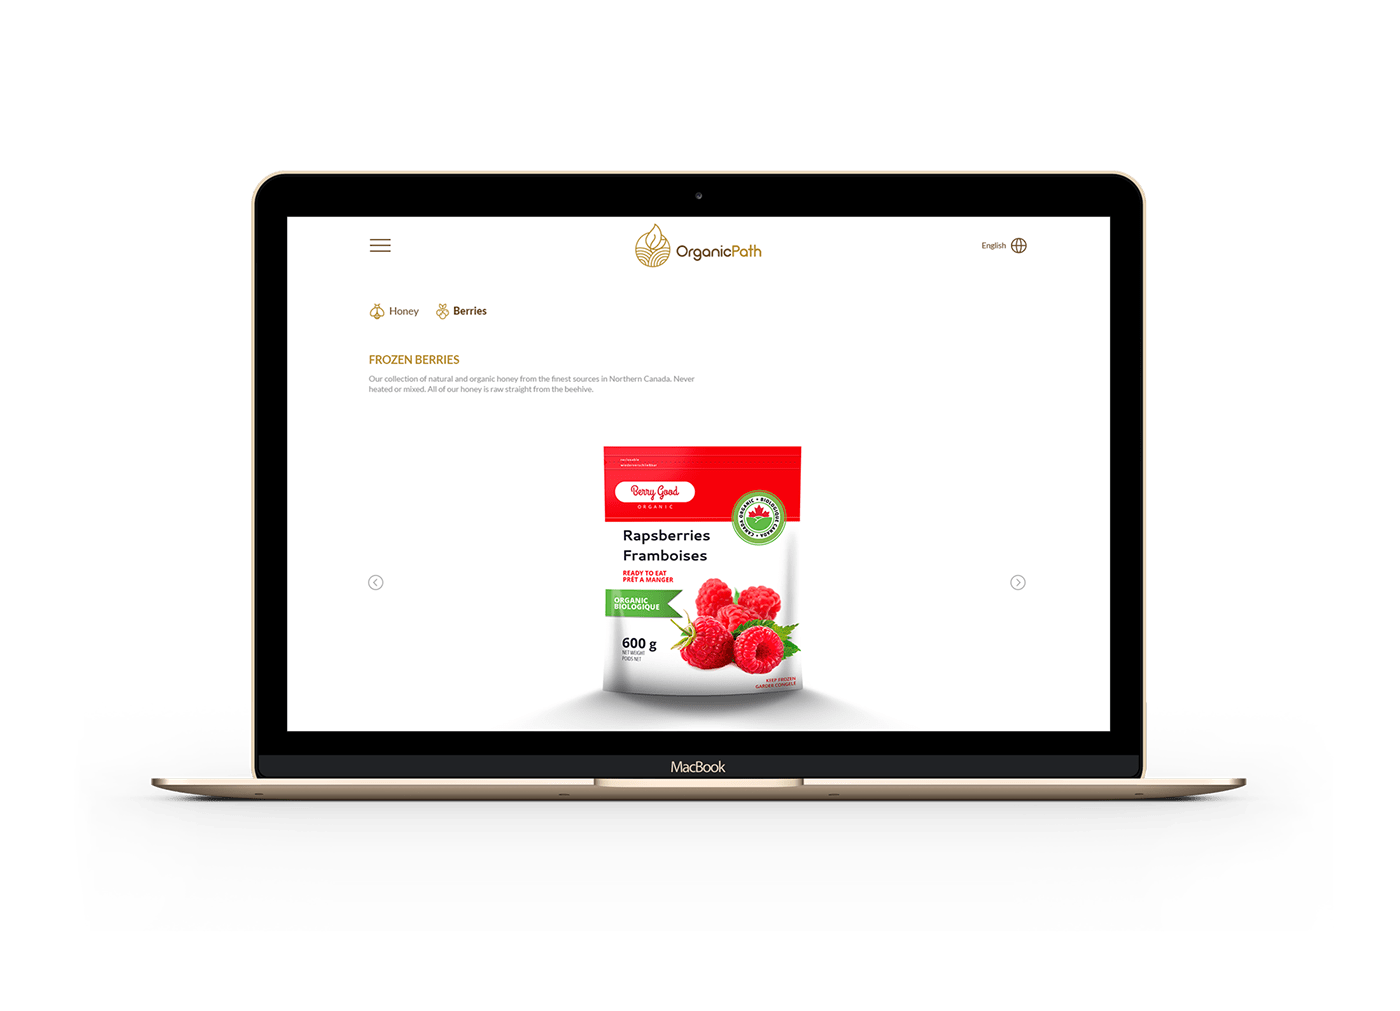 OrganicPath
English
Honey
Berries
FROZEN BERRIES
Our collection of natural and organic honey from the finest sources in Northern Canada. Never
heated or mixed. All of our honey is raw straight from the beehive.
Berry Good
ORGANIC
CANADA ORGANIC • BIOLOGIQUE CANADA •
Rapsberries
Framboises
READY TO EAT
PRÊT A MANGER
ORGANIC
BIOLOGIQUE
600 g
NET WEIGHT
POIDS NET
KEEP FROZEN
GARDER CONGELÉ
MacBook